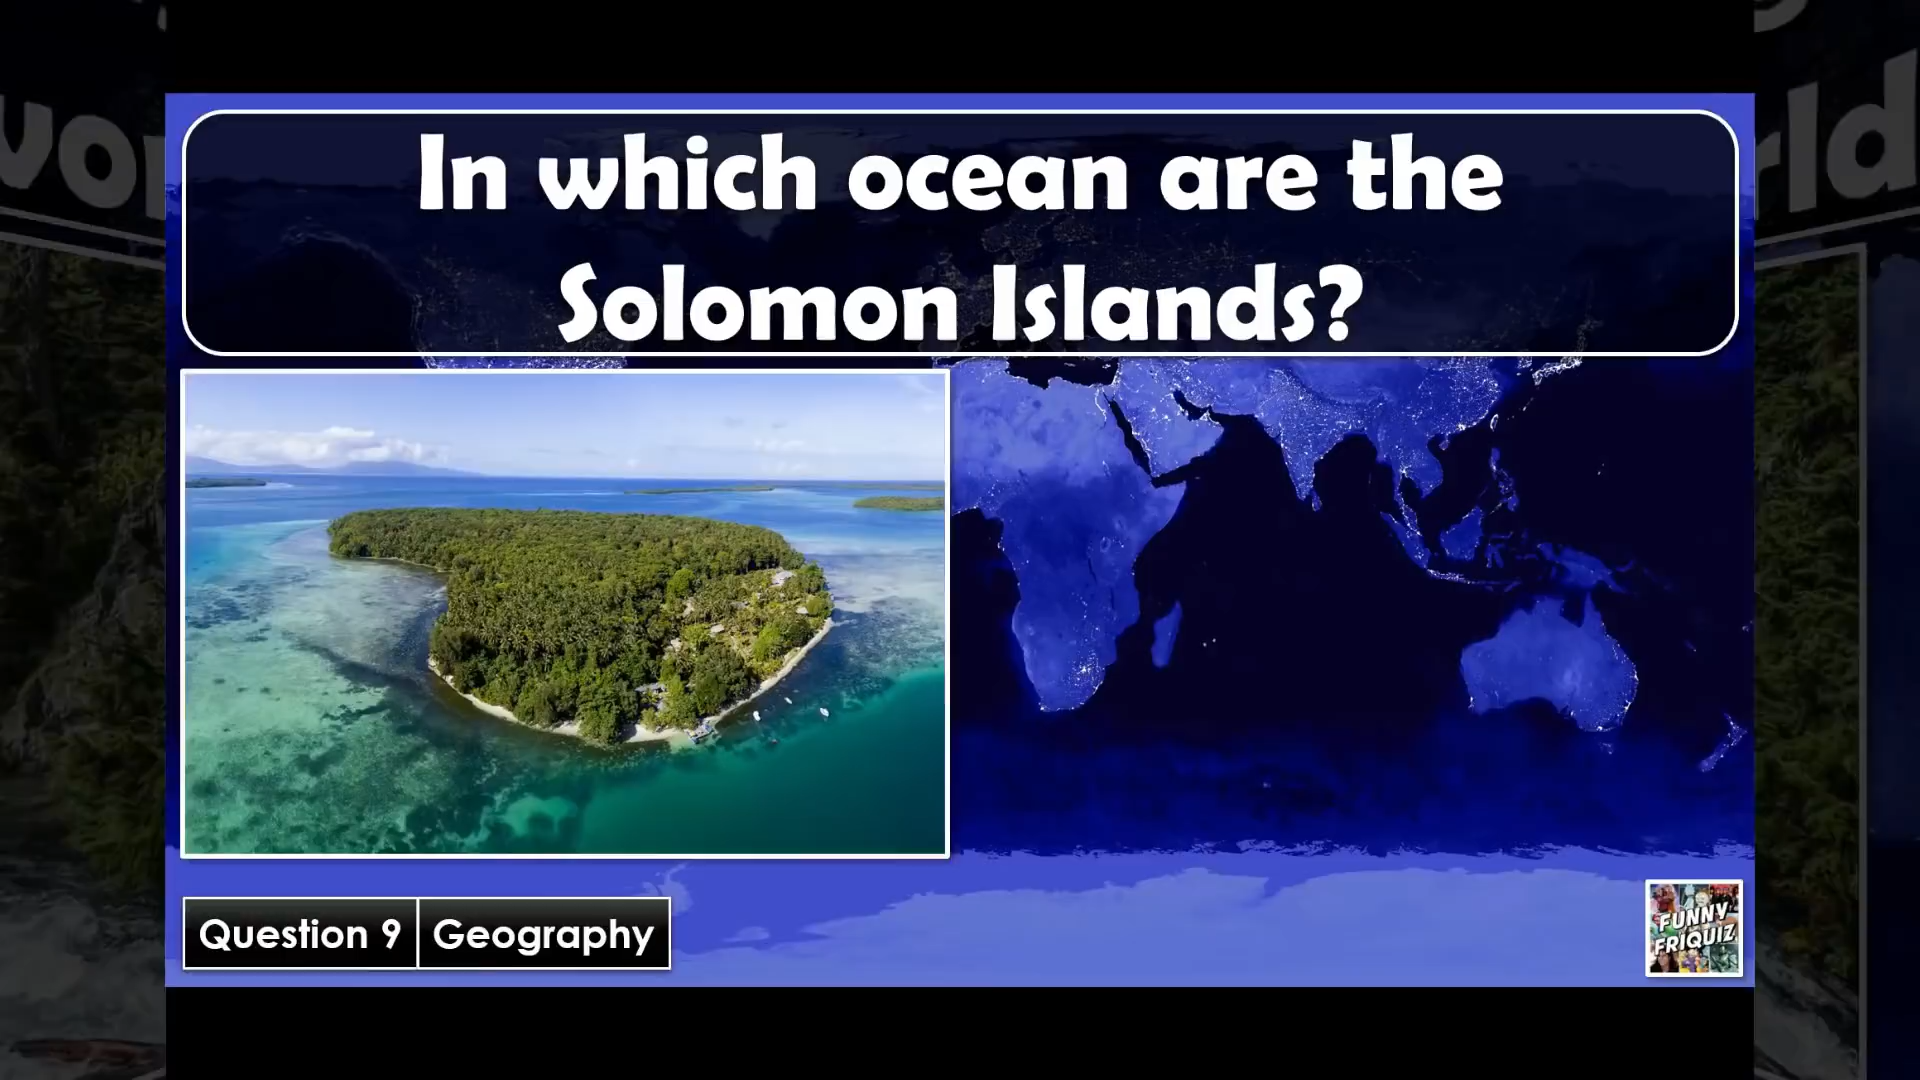 In which ocean are the
Solomon Islands?
Question 9
Geography
FUNNY
FRIQUIZ